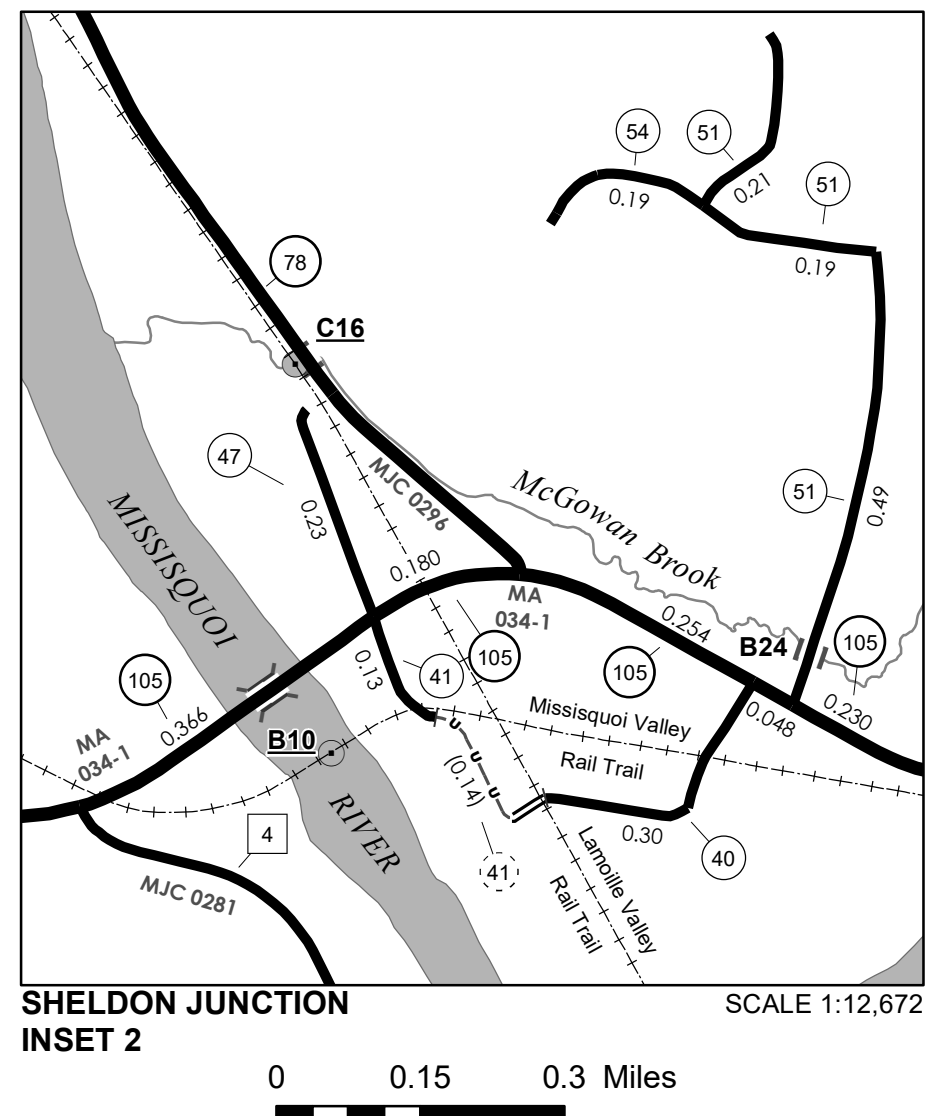 54
51
0.19
0.21
51
0.19
78
C16
47
0.23
MJC 0296
McGowan Brook
51
0.49
MISSISQUOI
0.180
MA
034-1
0.254
B24
105
105
105
41
0.13
105
0.366
0.048
0.230
Missisquoi Valley
Rail Trail
B10
MA
034-1
U
U
U
(0.14)
RIVER
4
MJC 0281
41
0.30
40
Lamoille Valley
Rail Trail
SHELDON JUNCTION
INSET 2
SCALE 1:12,672
0 0.15 0.3 Miles